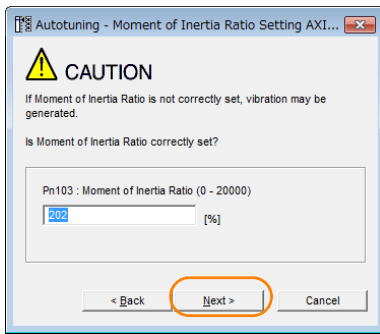 Autotuning - Moment of Inertia Ratio Setting AXI...
CAUTION
If Moment of Inertia Ratio is not correctly set, vibration may be
generated.
Is Moment of Inertia Ratio correctly set?
Pn103 : Moment of Inertia Ratio (0 - 20000)
202
[%]
< Back
Next >
Cancel